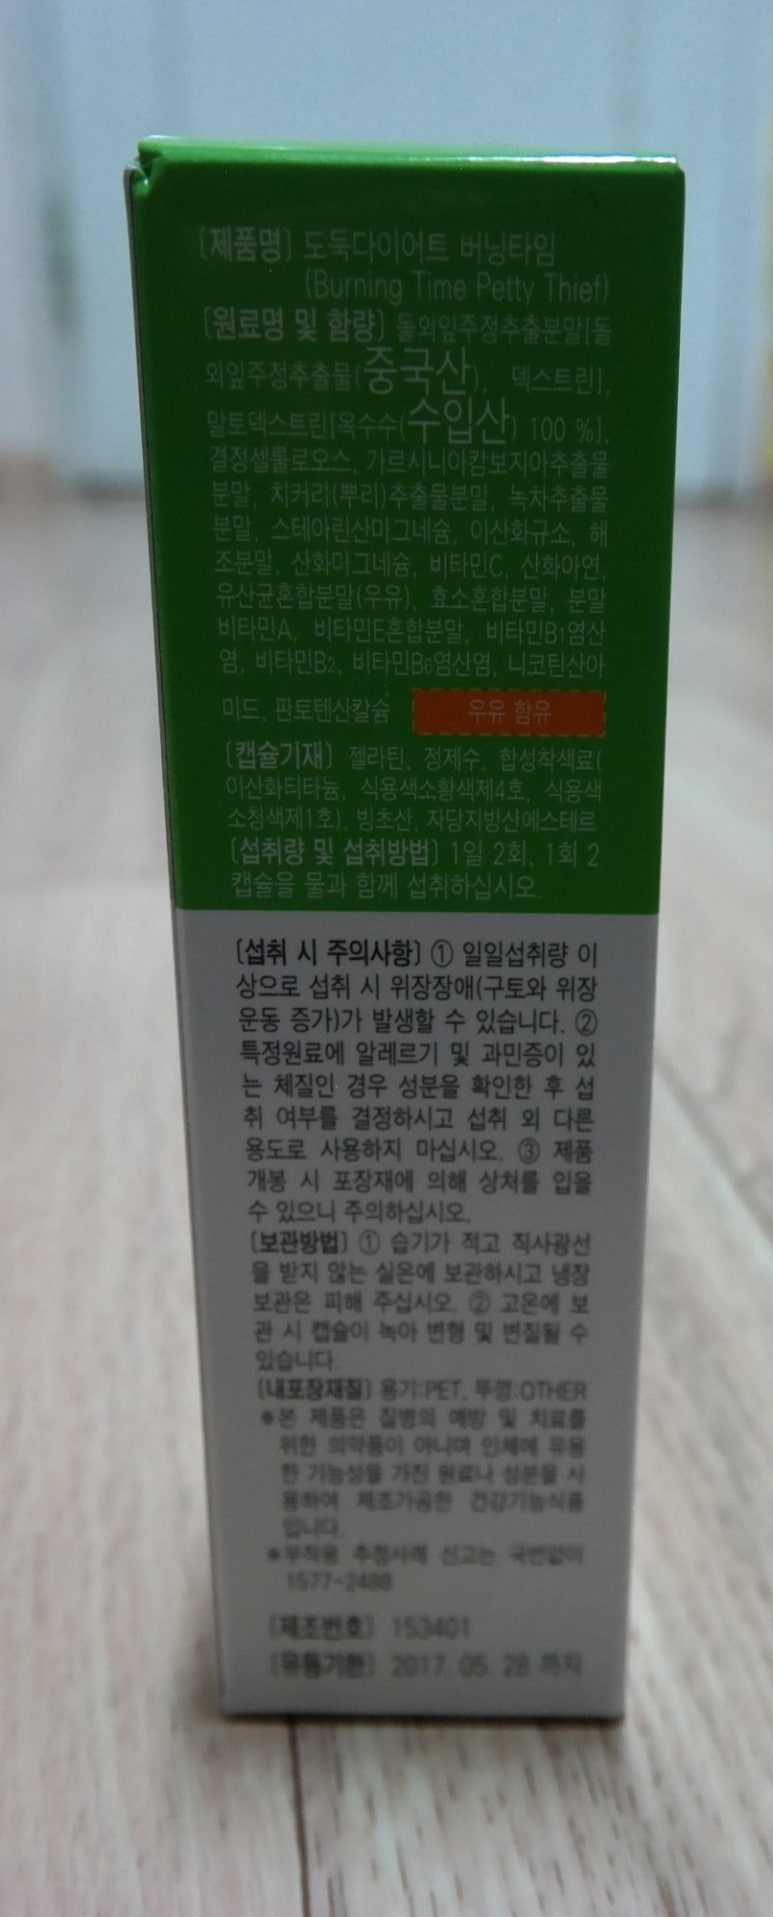 [제품명] 도둑다이어트 버닝타임
(Burning Time Petty Thief)
[원료명 및 함량] 돌외잎주정추출분말[돌
외잎주정추출물(중국산), 덱스트린],
말토덱스트린[옥수수(수입산) 100 %],
결정셀룰로오스, 가르시니아캄보지아추출물
분말, 치커리(뿌리)추출물분말, 녹차추출물
분말, 스테아린산마그네슘, 이산화규소, 해
조분말, 산화마그네슘, 비타민C, 산화아연,
유산균혼합분말(우유), 효소혼합분말, 분말
비타민A, 비타민E혼합분말, 비타민B1염산
염, 비타민B2, 비타민B6염산염, 니코틴산아
미드, 판토텐산칼슘 우유 함유
[캡슐기재] 젤라틴, 정제수, 합성착색료(
이산화티타늄, 식용색소황색제4호, 식용색
소청색제1호), 빙초산, 자당지방산에스테르
[섭취량 및 섭취방법] 1일 2회, 1회 2
캡슐을 물과 함께 섭취하십시오.
[섭취 시 주의사항] ① 일일섭취량 이
상으로 섭취 시 위장장애(구토와 위장
운동 증가)가 발생할 수 있습니다. ②
특정원료에 알레르기 및 과민증이 있
는 체질인 경우 성분을 확인한 후 섭
취 여부를 결정하시고 섭취 외 다른
용도로 사용하지 마십시오. ③ 제품
개봉 시 포장재에 의해 상처를 입을
수 있으니 주의하십시오.
[보관방법] ① 습기가 적고 직사광선
을 받지 않는 실온에 보관하시고 냉장
보관은 피해 주십시오. ② 고온에 보
관 시 캡슐이 녹아 변형 및 변질될 수
있습니다.
[내포장재질] 용기:PET, 뚜껑:OTHER
※본 제품은 질병의 예방 및 치료를
위한 의약품이 아니며 인체에 유용
한 기능성을 가진 원료나 성분을 사
용하여 제조가공한 건강기능식품
입니다.
※부작용 추정사례 신고는 국번없이
1577-2488
[제조번호] 153401
[유통기한] 2017. 05. 28 까지